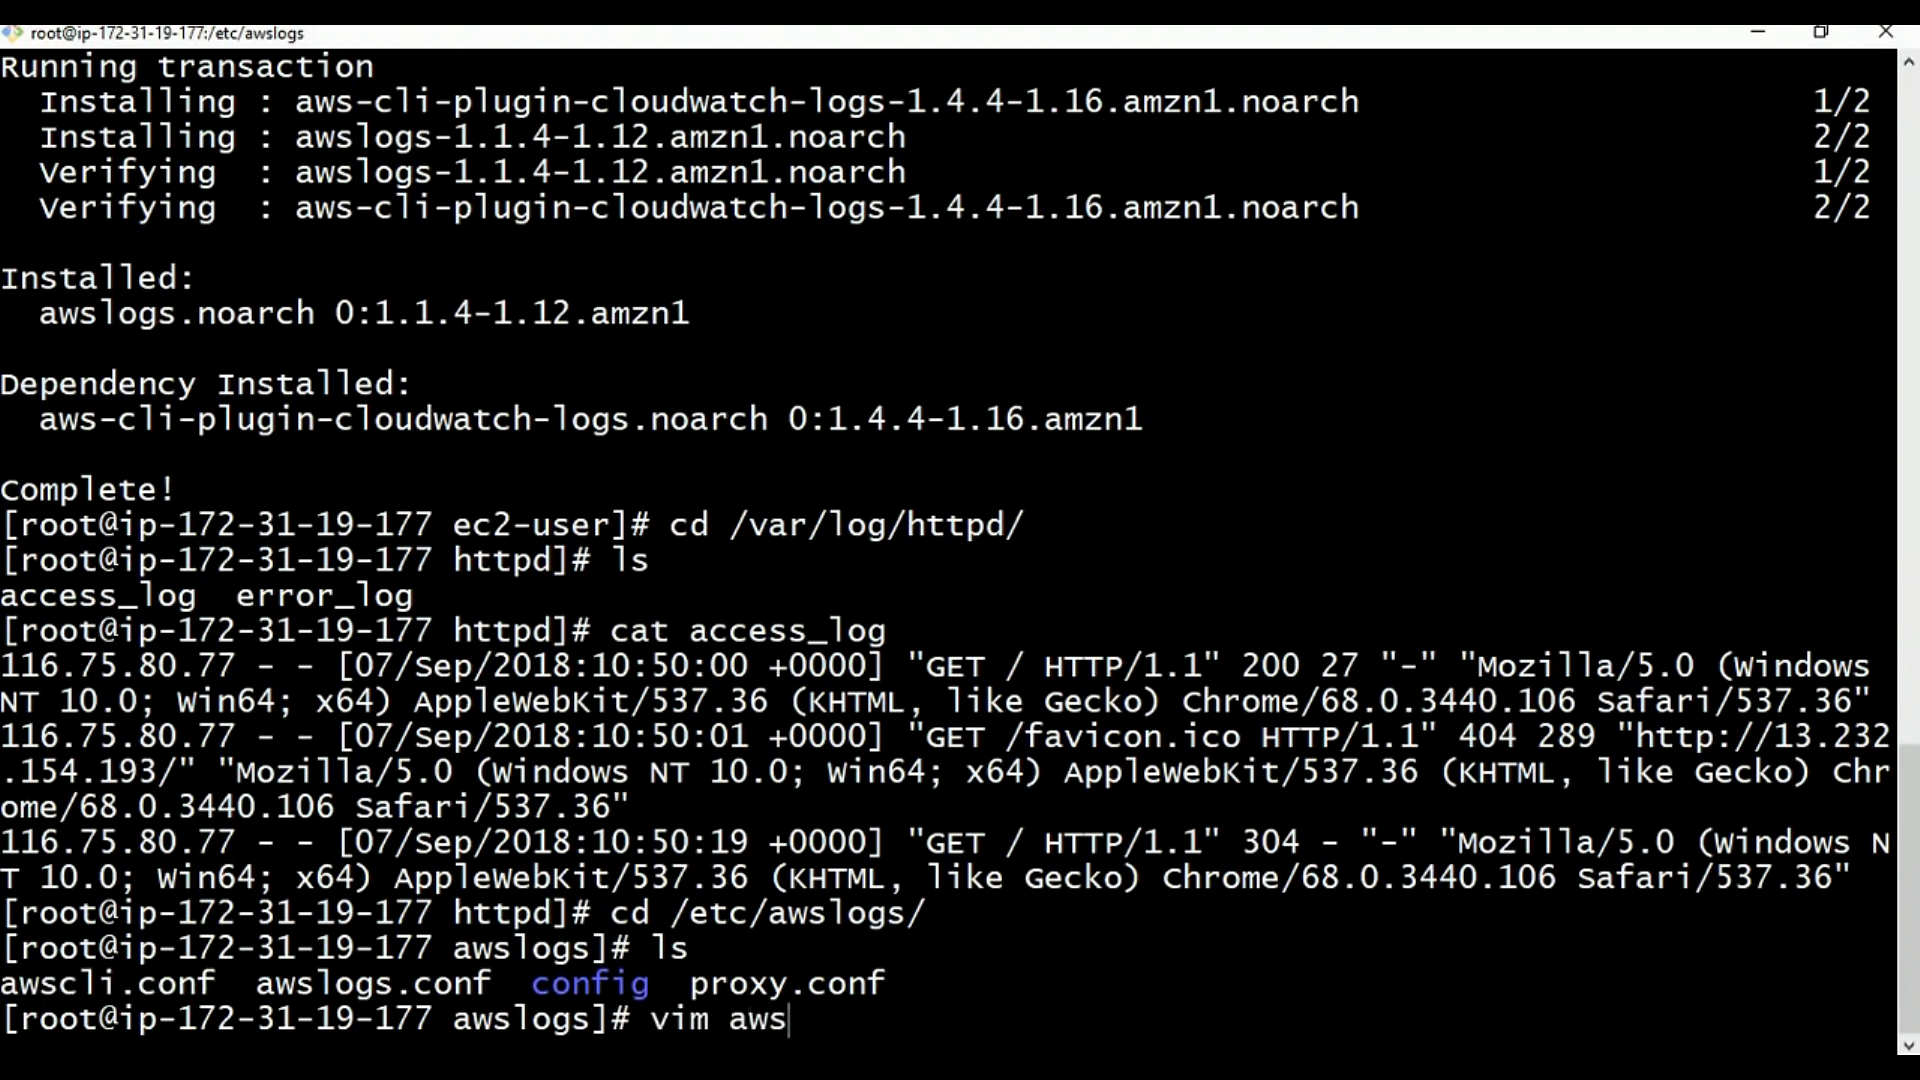 root@ip-172-31-19-177:/etc/awslogs
Running transaction
  Installing : aws-cli-plugin-cloudwatch-logs-1.4.4-1.16.amzn1.noarch 1/2
  Installing : awslogs-1.1.4-1.12.amzn1.noarch 2/2
  Verifying  : awslogs-1.1.4-1.12.amzn1.noarch 1/2
  Verifying  : aws-cli-plugin-cloudwatch-logs-1.4.4-1.16.amzn1.noarch 2/2
Installed:
  awslogs.noarch 0:1.1.4-1.12.amzn1
Dependency Installed:
  aws-cli-plugin-cloudwatch-logs.noarch 0:1.4.4-1.16.amzn1
Complete!
[root@ip-172-31-19-177 ec2-user]# cd /var/log/httpd/
[root@ip-172-31-19-177 httpd]# ls
access_log  error_log
[root@ip-172-31-19-177 httpd]# cat access_log
116.75.80.77 - - [07/Sep/2018:10:50:00 +0000] "GET / HTTP/1.1" 200 27 "-" "Mozilla/5.0 (Windows
NT 10.0; Win64; x64) AppleWebKit/537.36 (KHTML, like Gecko) Chrome/68.0.3440.106 Safari/537.36"
116.75.80.77 - - [07/Sep/2018:10:50:01 +0000] "GET /favicon.ico HTTP/1.1" 404 289 "http://13.232
.154.193/" "Mozilla/5.0 (Windows NT 10.0; Win64; x64) AppleWebKit/537.36 (KHTML, like Gecko) Chr
ome/68.0.3440.106 Safari/537.36"
116.75.80.77 - - [07/Sep/2018:10:50:19 +0000] "GET / HTTP/1.1" 304 - "-" "Mozilla/5.0 (Windows N
T 10.0; Win64; x64) AppleWebKit/537.36 (KHTML, like Gecko) Chrome/68.0.3440.106 Safari/537.36"
[root@ip-172-31-19-177 httpd]# cd /etc/awslogs/
[root@ip-172-31-19-177 awslogs]# ls
awscli.conf  awslogs.conf  config  proxy.conf
[root@ip-172-31-19-177 awslogs]# vim aws